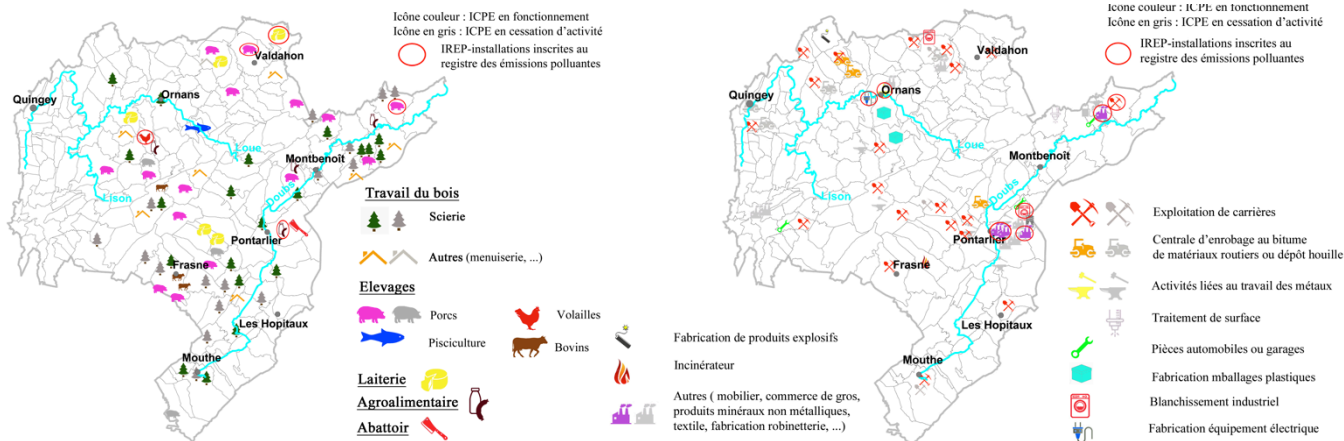 Icône couleur : ICPE en fonctionnement
Icône en gris : ICPE en cessation d’activité
IREP-installations inscrites au
registre des émissions polluantes
Valdahon
Quingey
Ornans
Loue
Montbenoît
Lison
Doubs
Pontarlier
Frasne
Les Hopitaux
Mouthe
Travail du bois
Scierie
Autres (menuiserie, ...)
Elevages
Porcs
Volailles
Pisciculture
Bovins
Laiterie
Agroalimentaire
Abattoir
Fabrication de produits explosifs
Incinérateur
Autres ( mobilier, commerce de gros,
produits minéraux non métalliques,
textile, fabrication robinetterie, ...)
Icône couleur : ICPE en fonctionnement
Icône en gris : ICPE en cessation d’activité
IREP-installations inscrites au
registre des émissions polluantes
Valdahon
Quingey
Ornans
Loue
Montbenoît
Lison
Doubs
Pontarlier
Frasne
Les Hopitaux
Mouthe
Exploitation de carrières
Centrale d’enrobage au bitume
de matériaux routiers ou dépôt houille
Activités liées au travail des métaux
Traitement de surface
Pièces automobiles ou garages
Fabrication mballages plastiques
Blanchissement industriel
Fabrication équipement électrique